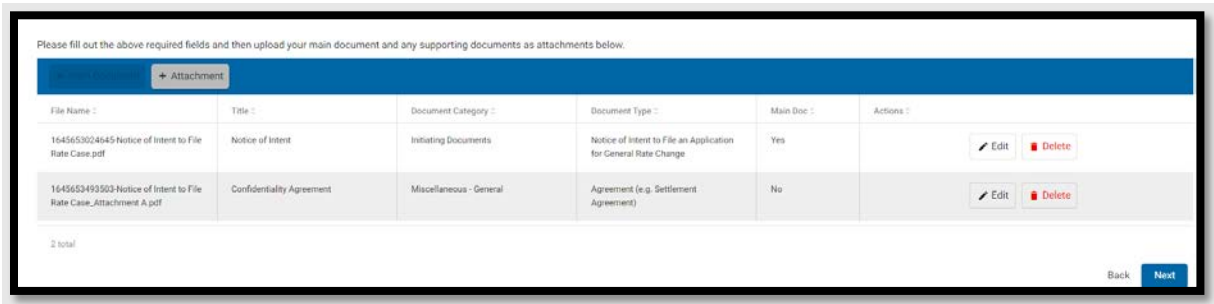 Please fill out the above required fields and then upload your main document and any supporting documents as attachments below.
+ Main Document + Attachment
File Name Title Document Category Document Type Main Doc Actions
1645653024645-Notice of Intent to File Notice of Intent Initiating Documents Notice of Intent to File an Application Yes Edit Delete
Rate Case.pdf for General Rate Change
1645653493503-Notice of Intent to File Confidentiality Agreement Miscellaneous - General Agreement (e.g. Settlement No Edit Delete
Rate Case_Attachment A.pdf Agreement)
2 total
Back Next